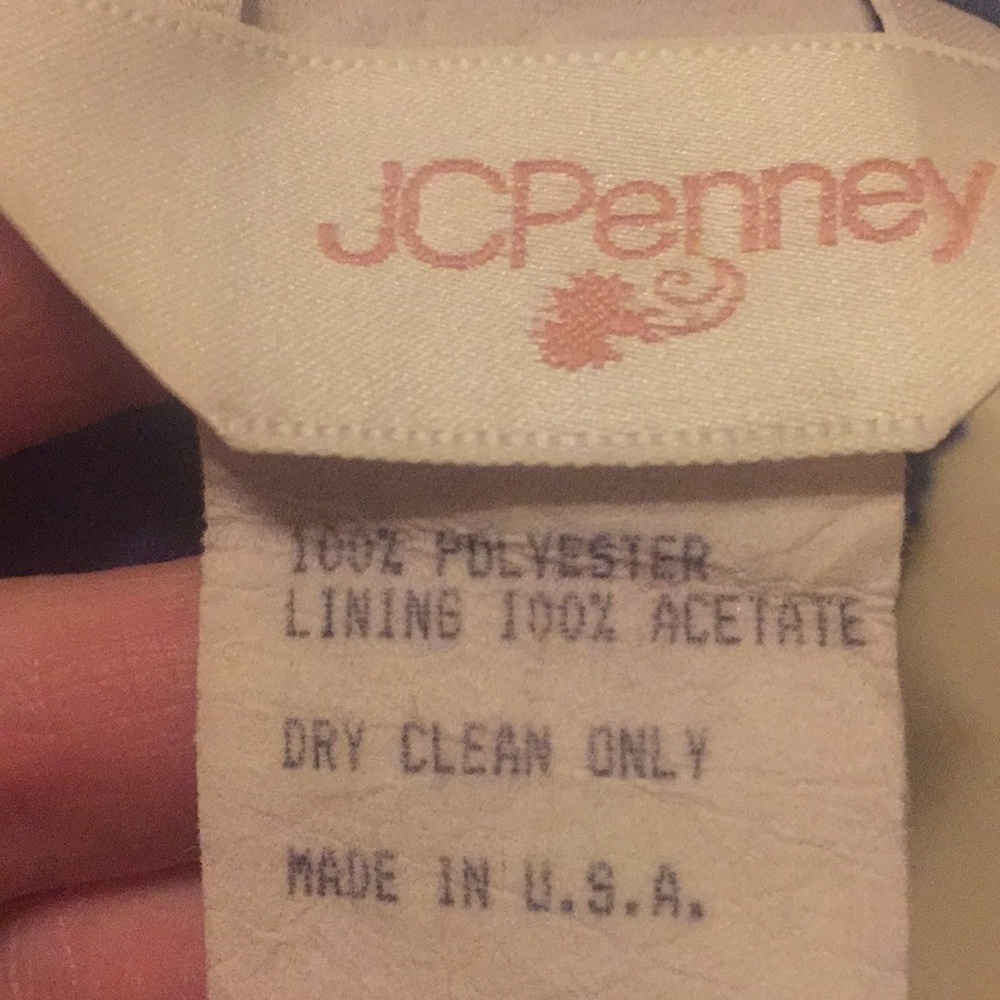 JCPenney
100% POLYESTER
LINING 100% ACETATE
DRY CLEAN ONLY
MADE IN U.S.A.